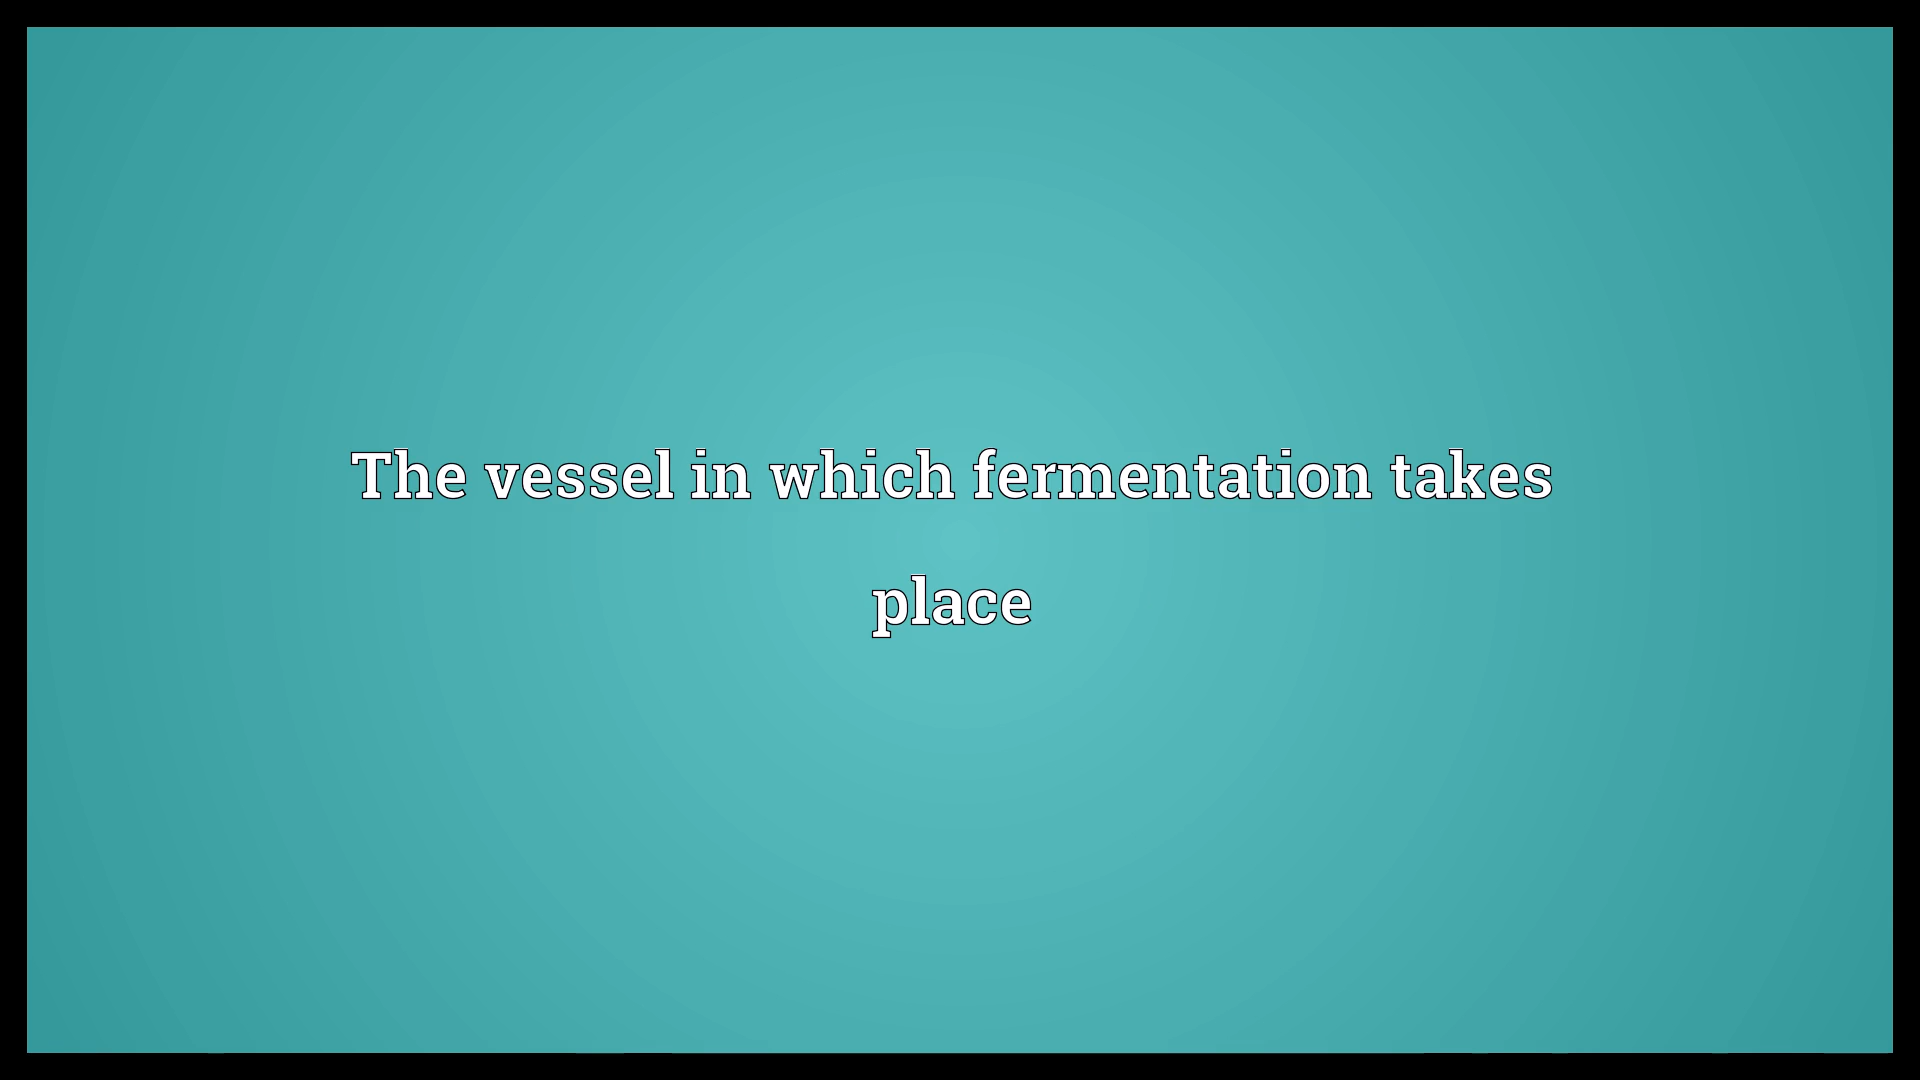 The vessel in which fermentation takes
place